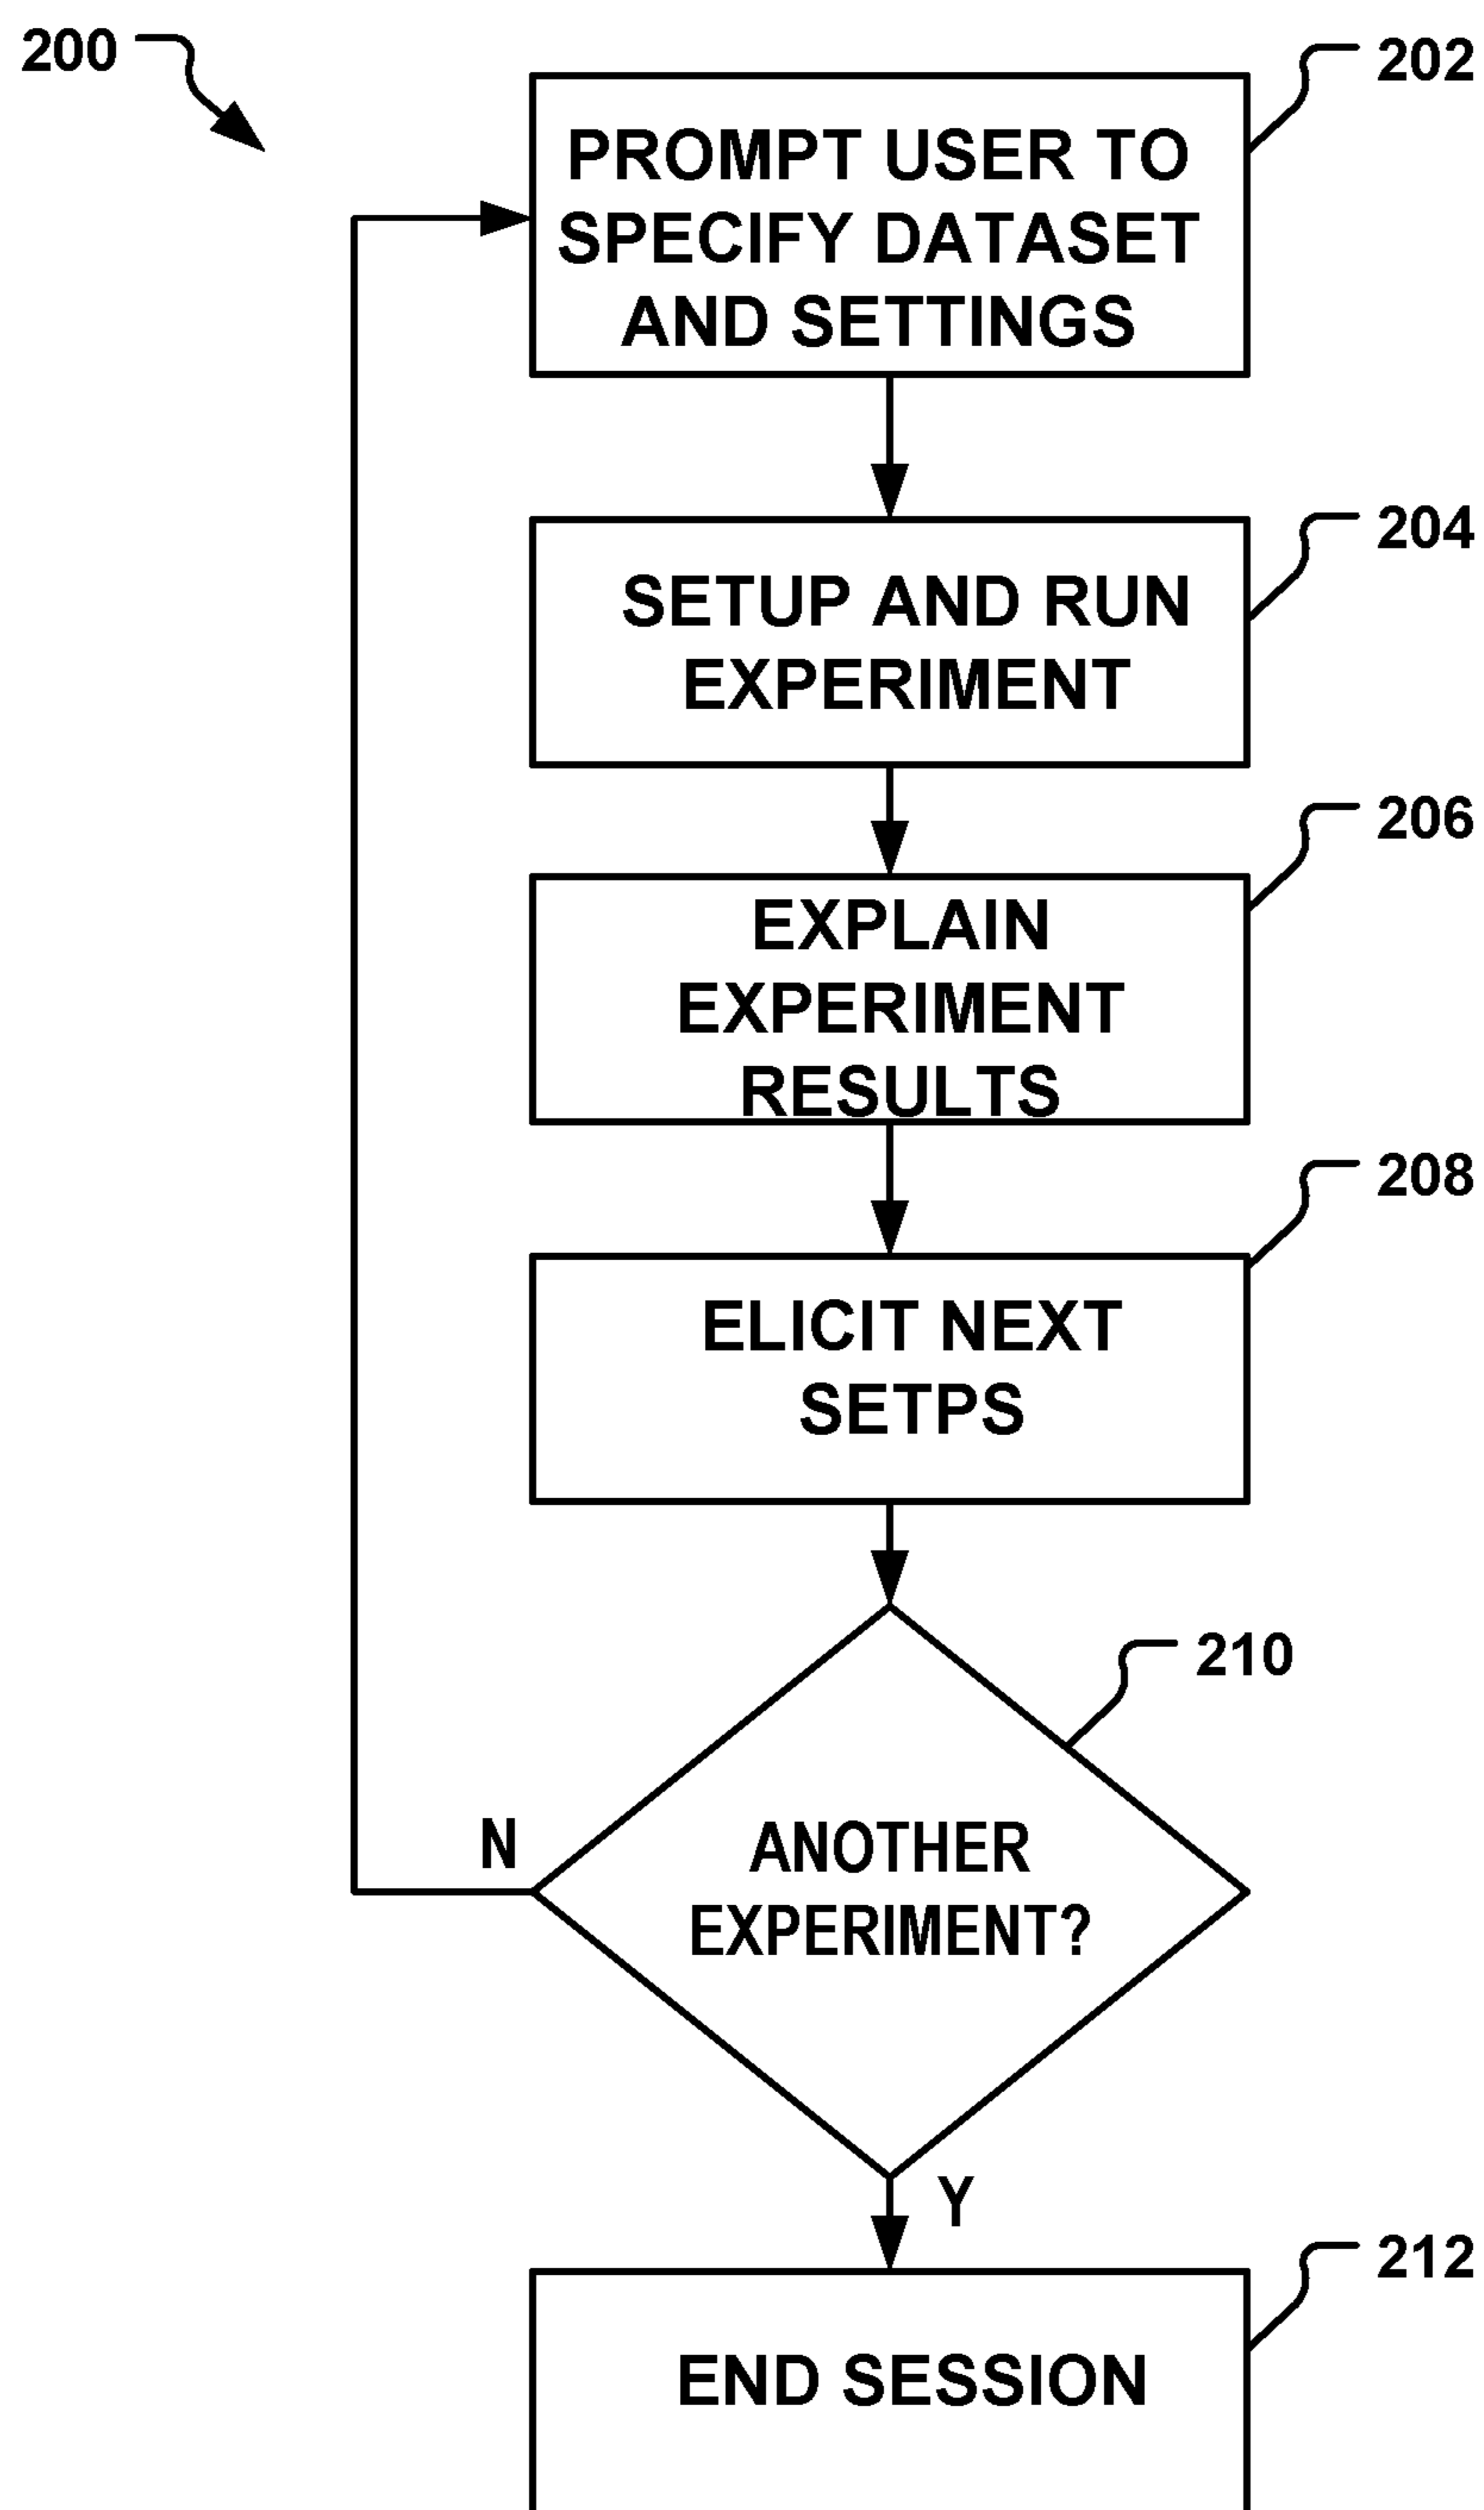 200
202
PROMPT USER TO
SPECIFY DATASET
AND SETTINGS
204
SETUP AND RUN
EXPERIMENT
206
EXPLAIN
EXPERIMENT
RESULTS
208
ELICIT NEXT
SETPS
210
ANOTHER
EXPERIMENT?
N
Y
212
END SESSION